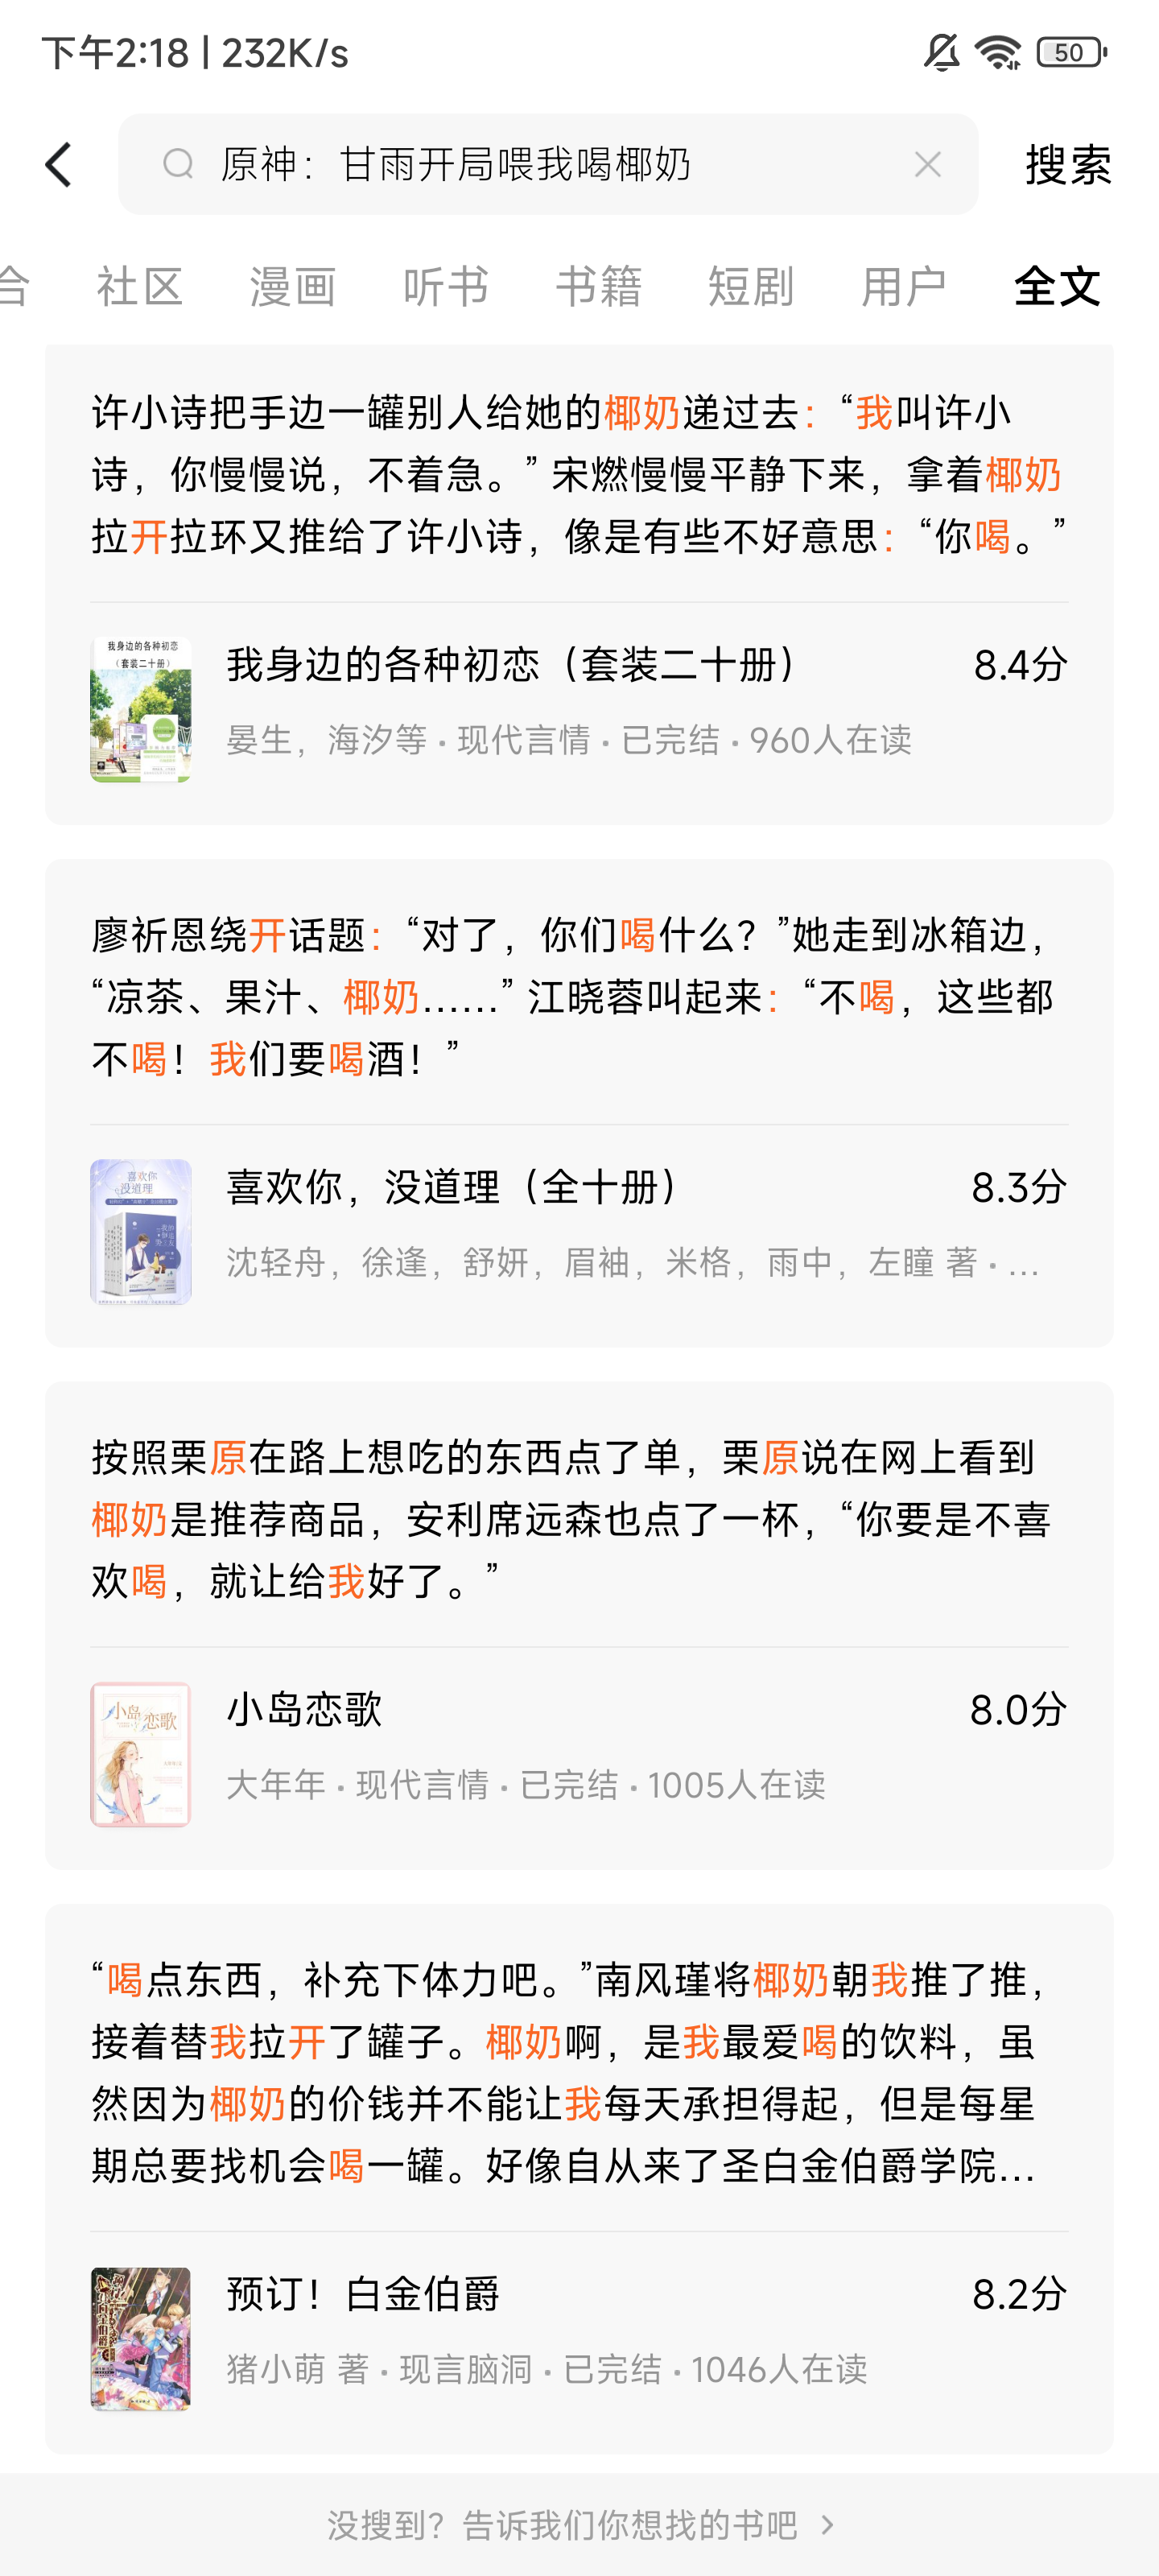 下午2:18 | 232K/s
50
原神：甘雨开局喂我喝椰奶
搜索
合 社区 漫画 听书 书籍 短剧 用户 全文
许小诗把手边一罐别人给她的椰奶递过去：“我叫许小
诗，你慢慢说，不着急。” 宋燃慢慢平静下来，拿着椰奶
拉开拉环又推给了许小诗，像是有些不好意思：“你喝。”
我身边的各种初恋
（套装二十册）
我身边的各种初恋（套装二十册）
8.4分
晏生，海汐等 · 现代言情 · 已完结 · 960人在读
廖祈恩绕开话题：“对了，你们喝什么？”她走到冰箱边，
“凉茶、果汁、椰奶……” 江晓蓉叫起来：“不喝，这些都
不喝！我们要喝酒！”
喜欢你
没道理
喜欢你，没道理（全十册）
8.3分
沈轻舟，徐逢，舒妍，眉袖，米格，雨中，左瞳 著 · ...
按照栗原在路上想吃的东西点了单，栗原说在网上看到
椰奶是推荐商品，安利席远森也点了一杯，“你要是不喜
欢喝，就让给我好了。”
小岛
恋歌
小岛恋歌
8.0分
大年年 · 现代言情 · 已完结 · 1005人在读
“喝点东西，补充下体力吧。”南风瑾将椰奶朝我推了推，
接着替我拉开了罐子。椰奶啊，是我最爱喝的饮料，虽
然因为椰奶的价钱并不能让我每天承担得起，但是每星
期总要找机会喝一罐。好像自从来了圣白金伯爵学院...
预订！白金伯爵
8.2分
猪小萌 著 · 现言脑洞 · 已完结 · 1046人在读
没搜到？告诉我们你想找的书吧 >